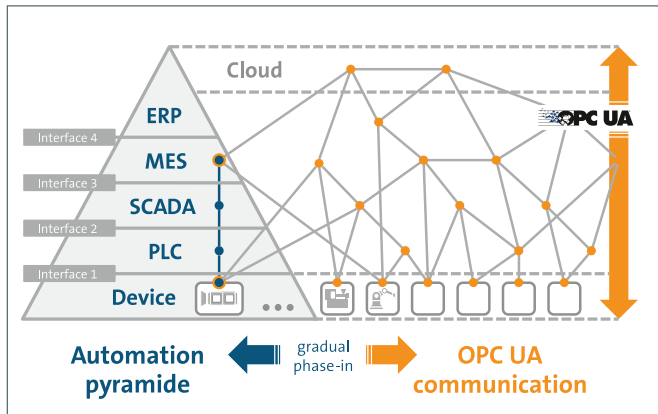 Cloud
OPC UA
ERP
Interface 4
MES
Interface 3
SCADA
Interface 2
PLC
Interface 1
Device
Automation
pyramide
gradual
phase-in
OPC UA
communication